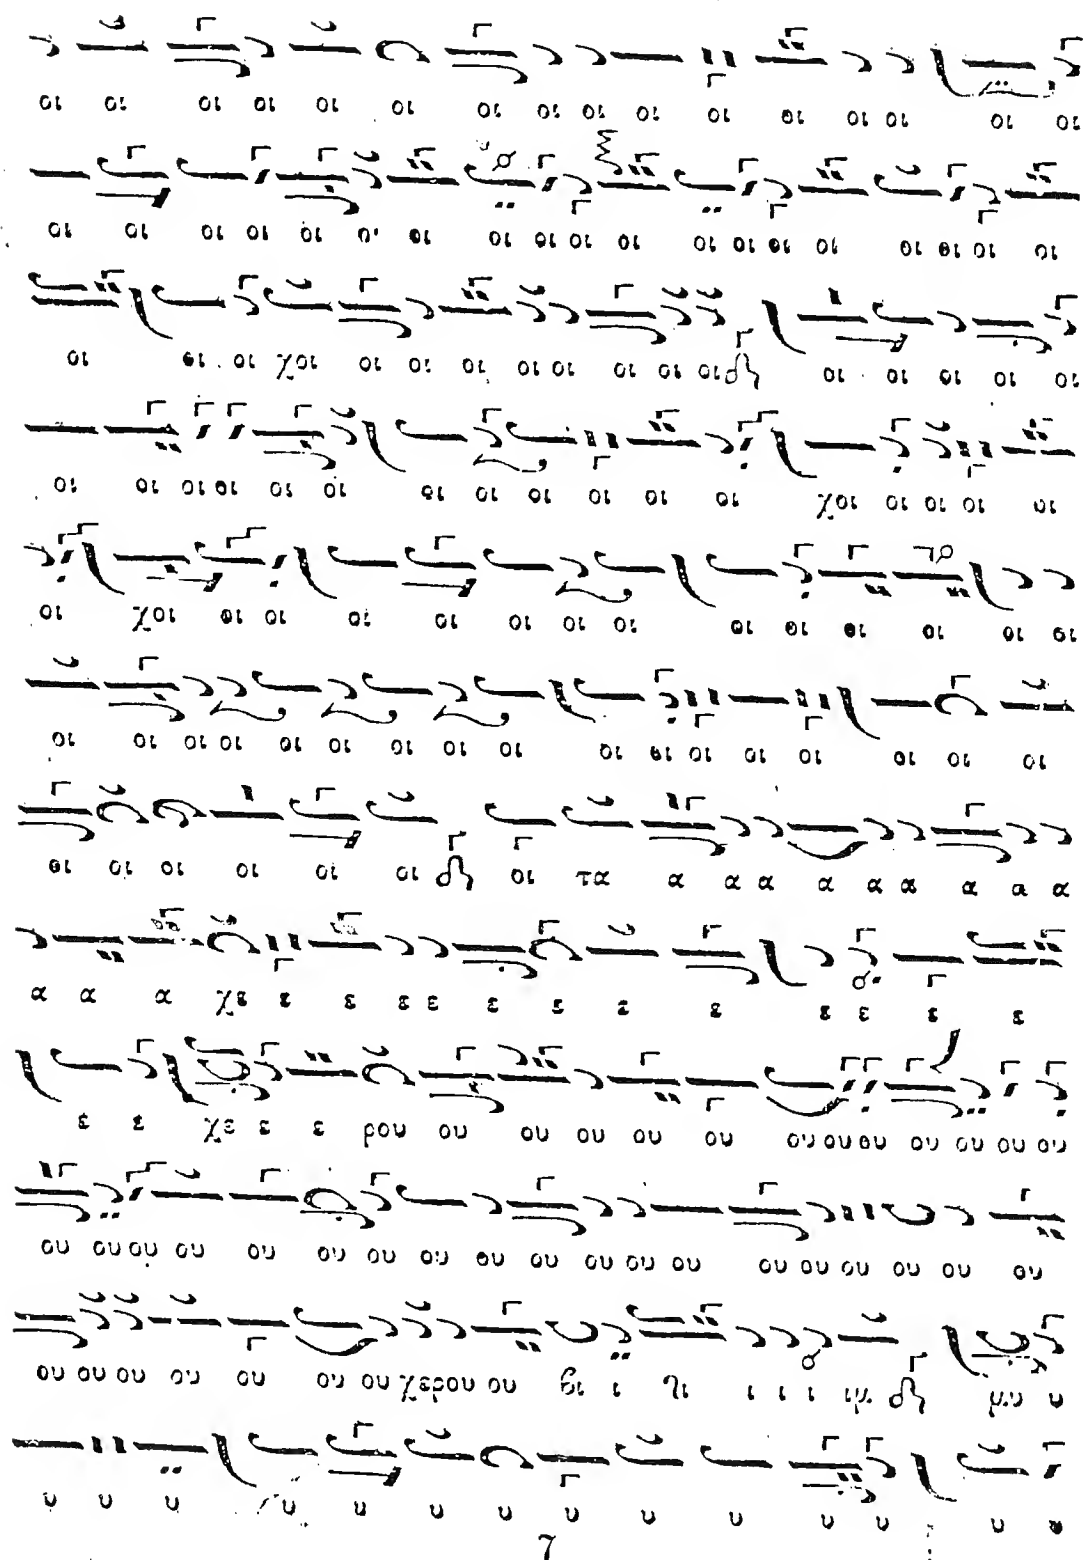 οι οι οι οι οι οι οι οι οι οι οι οι οι οι οι οι
οι οι οι οι οι οι οι οι οι οι οι οι οι οι οι οι οι οι οι
οι οι οι χοι οι οι οι οι οι οι οι οι οι οι οι οι οι
οι οι οι οι οι οι οι οι οι οι οι οι χοι οι οι οι οι
οι χοι οι οι οι οι οι οι οι οι οι οι οι οι οι
οι οι οι οι οι οι οι οι οι οι οι οι οι οι οι οι οι
οι οι οι οι οι οι οι τα α α α α α α α α α
α α α χε ε ε ε ε ε ε ε ε ε ε ε ε
ε ε χε ε ε ρου ου ου ου ου ου ου ου ου ου ου ου ου
ου ου ου ου ου ου ου ου ου ου ου ου ου ου ου ου ου ου ου
ου ου ου ου ου ου ου χερου ου βι ι ι ι ι ι ιμ μυ υ
υ υ υ υ υ υ υ υ υ υ υ υ υ υ
7